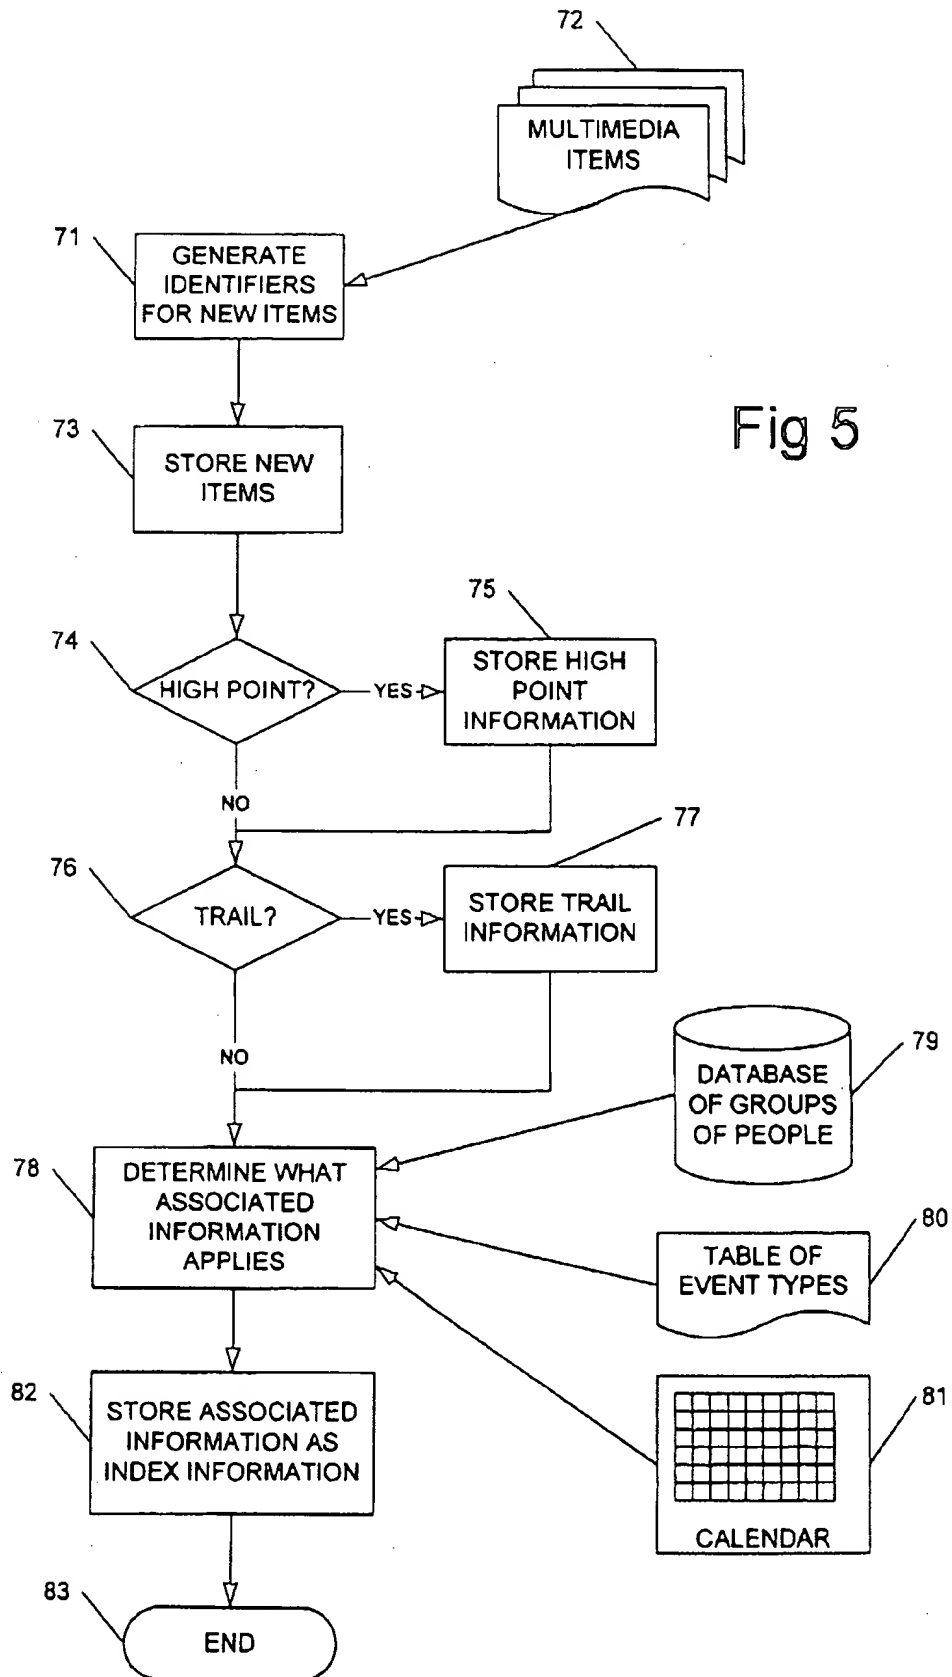 72
MULTIMEDIA
ITEMS
71
GENERATE
IDENTIFIERS
FOR NEW ITEMS
Fig 5
73
STORE NEW
ITEMS
75
74
HIGH POINT?
YES
STORE HIGH
POINT
INFORMATION
NO
77
76
TRAIL?
YES
STORE TRAIL
INFORMATION
NO
79
DATABASE
OF GROUPS
OF PEOPLE
78
DETERMINE WHAT
ASSOCIATED
INFORMATION
APPLIES
80
TABLE OF
EVENT TYPES
82
STORE ASSOCIATED
INFORMATION AS
INDEX INFORMATION
81
CALENDAR
83
END